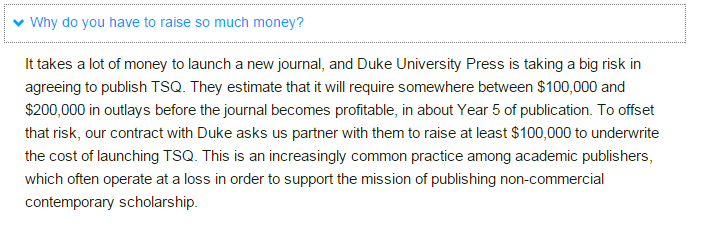 Why do you have to raise so much money?
It takes a lot of money to launch a new journal, and Duke University Press is taking a big risk in
agreeing to publish TSQ. They estimate that it will require somewhere between $100,000 and
$200,000 in outlays before the journal becomes profitable, in about Year 5 of publication. To offset
that risk, our contract with Duke asks us partner with them to raise at least $100,000 to underwrite
the cost of launching TSQ. This is an increasingly common practice among academic publishers,
which often operate at a loss in order to support the mission of publishing non-commercial
contemporary scholarship.